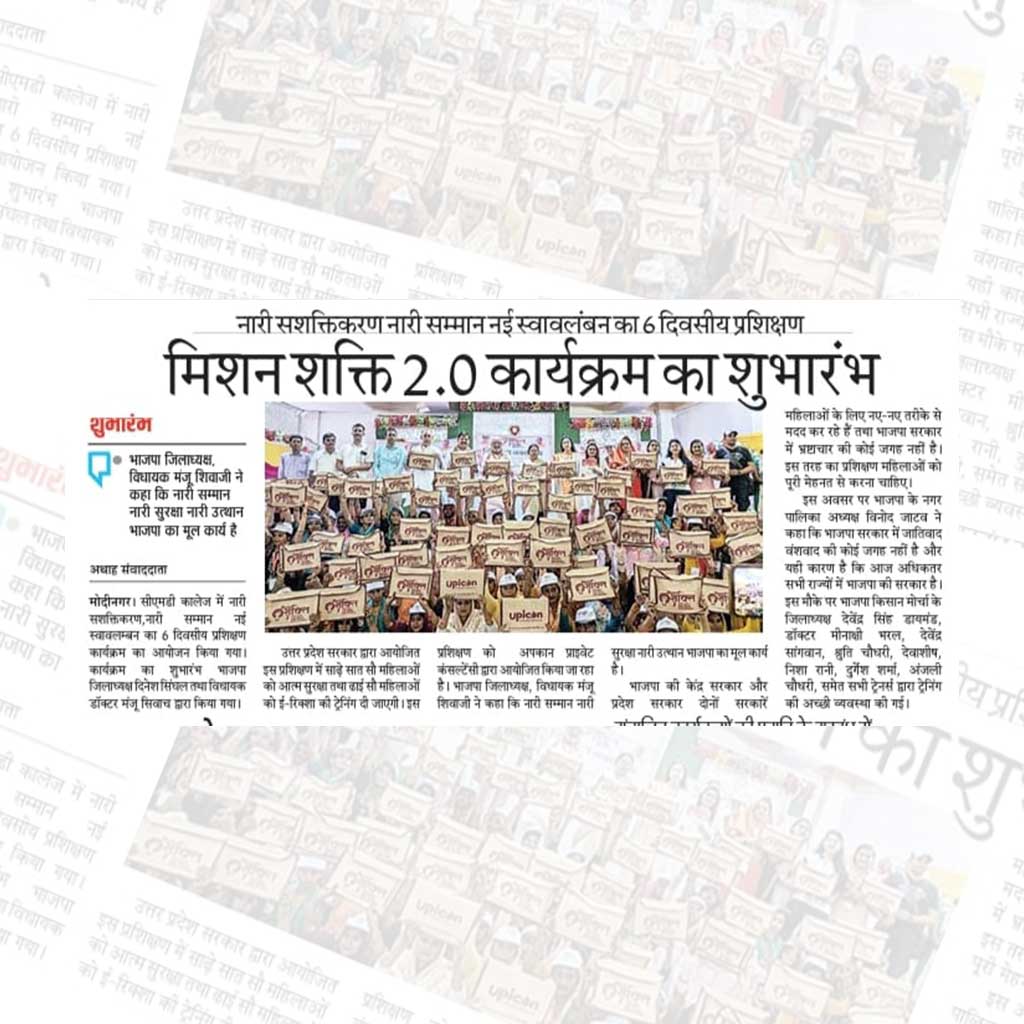 नारी सशक्तिकरण नारी सम्मान नई स्वावलंबन का 6 दिवसीय प्रशिक्षण
मिशन शक्ति 2.0 कार्यक्रम का शुभारंभ
शुभारंभ
भाजपा जिलाध्यक्ष,
विधायक मंजू शिवाजी ने
कहा कि नारी सम्मान
नारी सुरक्षा नारी उत्थान
भाजपा का मूल कार्य है
अथाह संवाददाता
मोदीनगर। सीएमडी कालेज में नारी
सशक्तिकरण,नारी सम्मान नई
स्वावलम्बन का 6 दिवसीय प्रशिक्षण
कार्यक्रम का आयोजन किया गया।
कार्यक्रम का शुभारंभ भाजपा
जिलाध्यक्ष दिनेश सिंघल तथा विधायक
डॉक्टर मंजू सिवाच द्वारा किया गया।
upicon
upicon
उत्तर प्रदेश सरकार द्वारा आयोजित
इस प्रशिक्षण में साढ़े सात सौ महिलाओं
को आत्म सुरक्षा तथा ढाई सौ महिलाओं
को ई-रिक्शा की ट्रेनिंग दी जाएगी। इस
प्रशिक्षण को अपकान प्राइवेट
कंसल्टेंसी द्वारा आयोजित किया जा रहा
है। भाजपा जिलाध्यक्ष, विधायक मंजू
शिवाजी ने कहा कि नारी सम्मान नारी
सुरक्षा नारी उत्थान भाजपा का मूल कार्य
है।
भाजपा की केंद्र सरकार और
प्रदेश सरकार दोनों सरकारें
महिलाओं के लिए नए-नए तरीके से
मदद कर रहे हैं तथा भाजपा सरकार
में भ्रष्टाचार की कोई जगह नहीं है।
इस तरह का प्रशिक्षण महिलाओं को
पूरी मेहनत से करना चाहिए।
इस अवसर पर भाजपा के नगर
पालिका अध्यक्ष विनोद जाटव ने
कहा कि भाजपा सरकार में जातिवाद
वंशवाद की कोई जगह नहीं है और
यही कारण है कि आज अधिकतर
सभी राज्यों में भाजपा की सरकार है।
इस मौके पर भाजपा किसान मोर्चा के
जिलाध्यक्ष देवेंद्र सिंह डायमंड,
डॉक्टर मीनाक्षी भरल, देवेंद्र
सांगवान, श्रुति चौधरी, देवाशीष,
निशा रानी, दुर्गेश शर्मा, अंजली
चौधरी, समेत सभी ट्रेनर्स द्वारा ट्रेनिंग
की अच्छी व्यवस्था की गई।